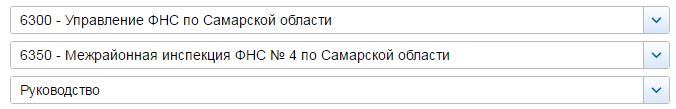 6300 - Управление ФНС по Самарской области
6350 - Межрайонная инспекция ФНС № 4 по Самарской области
Руководство